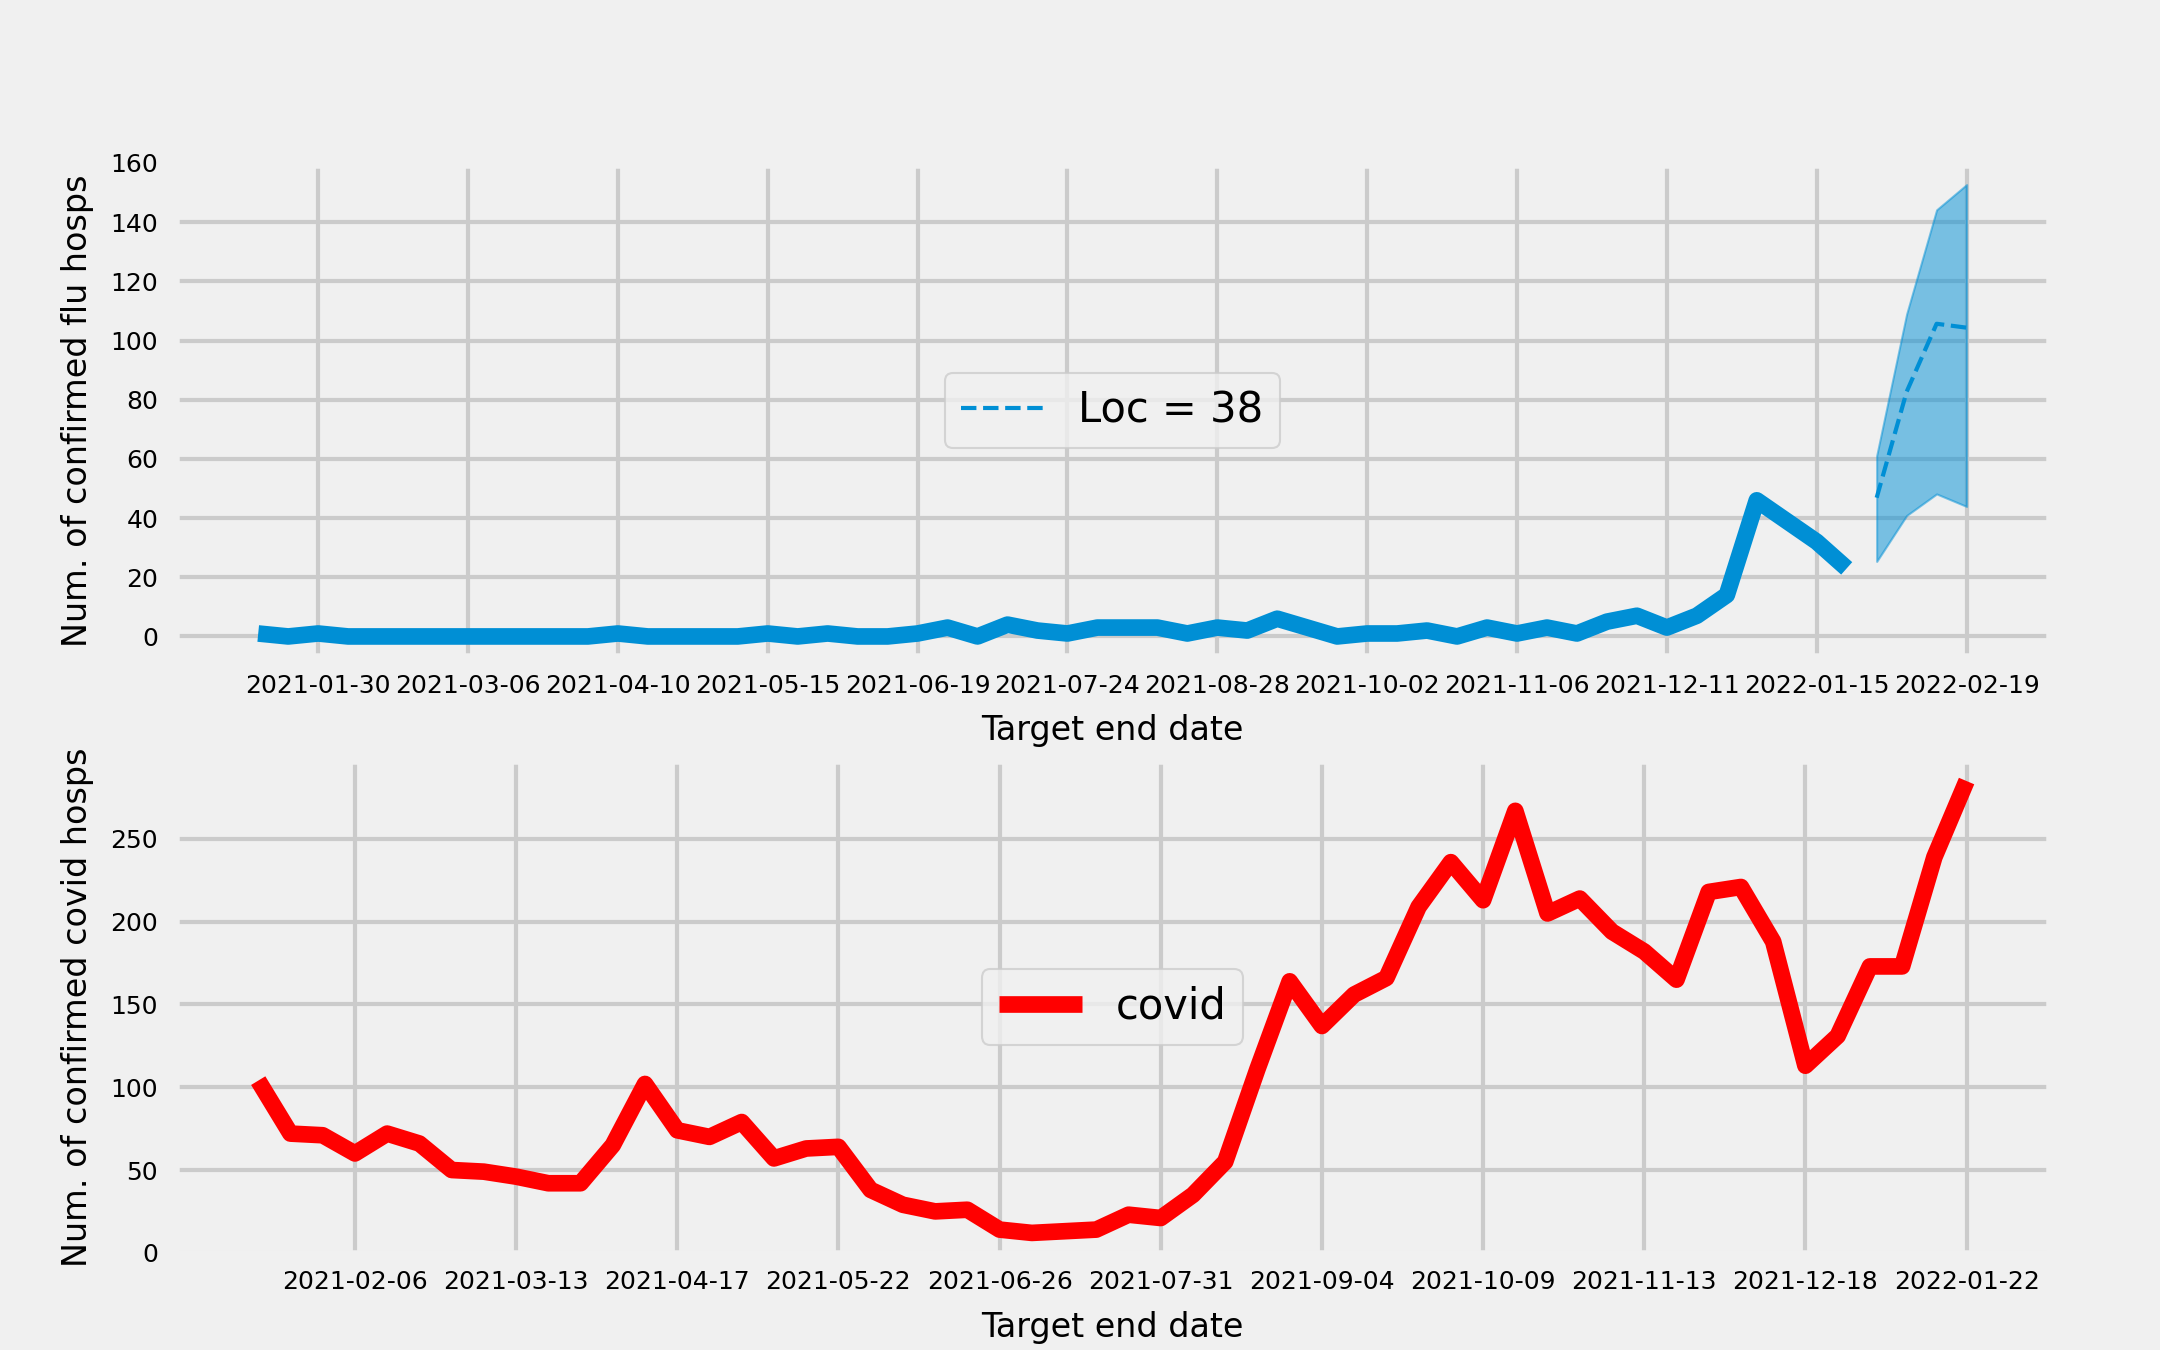 Num. of confirmed flu hosps
160
140
120
100
80
60
40
20
0
Loc = 38
2021-01-30 2021-03-06 2021-04-10 2021-05-15 2021-06-19 2021-07-24 2021-08-28 2021-10-02 2021-11-06 2021-12-11 2022-01-15 2022-02-19
Target end date
Num. of confirmed covid hosps
250
200
150
100
50
0
covid
2021-02-06 2021-03-13 2021-04-17 2021-05-22 2021-06-26 2021-07-31 2021-09-04 2021-10-09 2021-11-13 2021-12-18 2022-01-22
Target end date